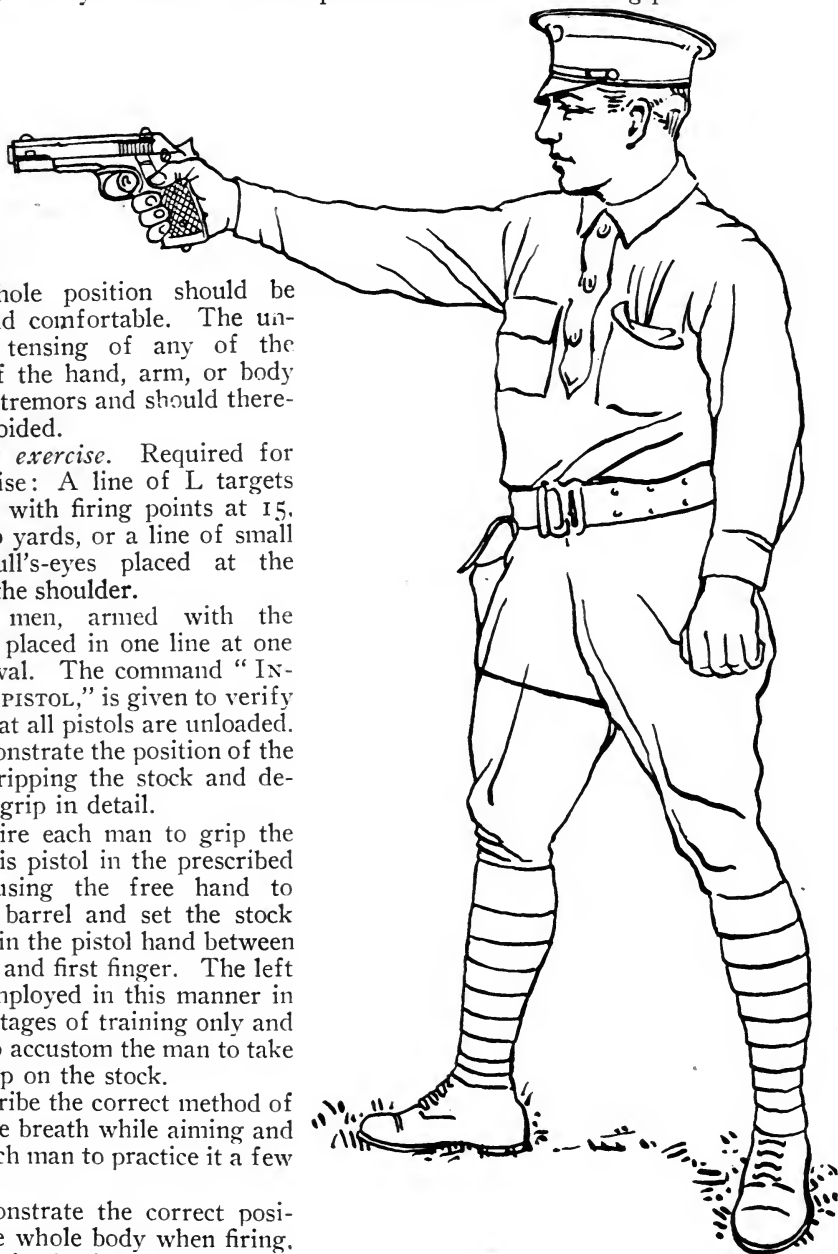 hole position should be
d comfortable. The un-
tensing of any of the
f the hand, arm, or body
tremors and should there-
oided.
exercise. Required for
ise: A line of L targets
with firing points at 15,
yards, or a line of small
ull's-eyes placed at the
the shoulder.
men, armed with the
placed in one line at one
val. The command " IN-
PISTOL," is given to verify
at all pistols are unloaded.
onstrate the position of the
ripping the stock and de-
grip in detail.
ire each man to grip the
is pistol in the prescribed
using the free hand to
barrel and set the stock
in the pistol hand between
and first finger. The left
nployed in this manner in
tages of training only and
o accustom the man to take
p on the stock.
ribe the correct method of
e breath while aiming and
ch man to practice it a few
onstrate the correct posi-
e whole body when firing,